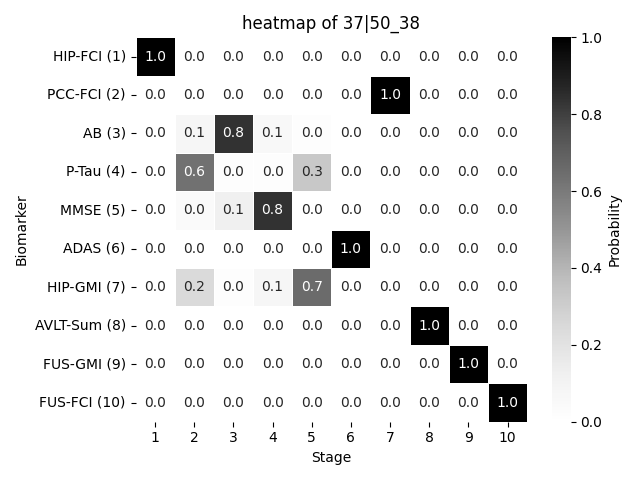 heatmap of 37|50_38
HIP-FCI (1) 1.0 0.0 0.0 0.0 0.0 0.0 0.0 0.0 0.0 0.0
PCC-FCI (2) 0.0 0.0 0.0 0.0 0.0 0.0 1.0 0.0 0.0 0.0
AB (3) 0.0 0.1 0.8 0.1 0.0 0.0 0.0 0.0 0.0 0.0
P-Tau (4) 0.0 0.6 0.0 0.0 0.3 0.0 0.0 0.0 0.0 0.0
MMSE (5) 0.0 0.0 0.1 0.8 0.0 0.0 0.0 0.0 0.0 0.0
ADAS (6) 0.0 0.0 0.0 0.0 0.0 1.0 0.0 0.0 0.0 0.0
HIP-GMI (7) 0.0 0.2 0.0 0.1 0.7 0.0 0.0 0.0 0.0 0.0
AVLT-Sum (8) 0.0 0.0 0.0 0.0 0.0 0.0 0.0 1.0 0.0 0.0
FUS-GMI (9) 0.0 0.0 0.0 0.0 0.0 0.0 0.0 0.0 1.0 0.0
FUS-FCI (10) 0.0 0.0 0.0 0.0 0.0 0.0 0.0 0.0 0.0 1.0
1 2 3 4 5 6 7 8 9 10
Stage
Biomarker
1.0
0.8
0.6
0.4
0.2
0.0
Probability